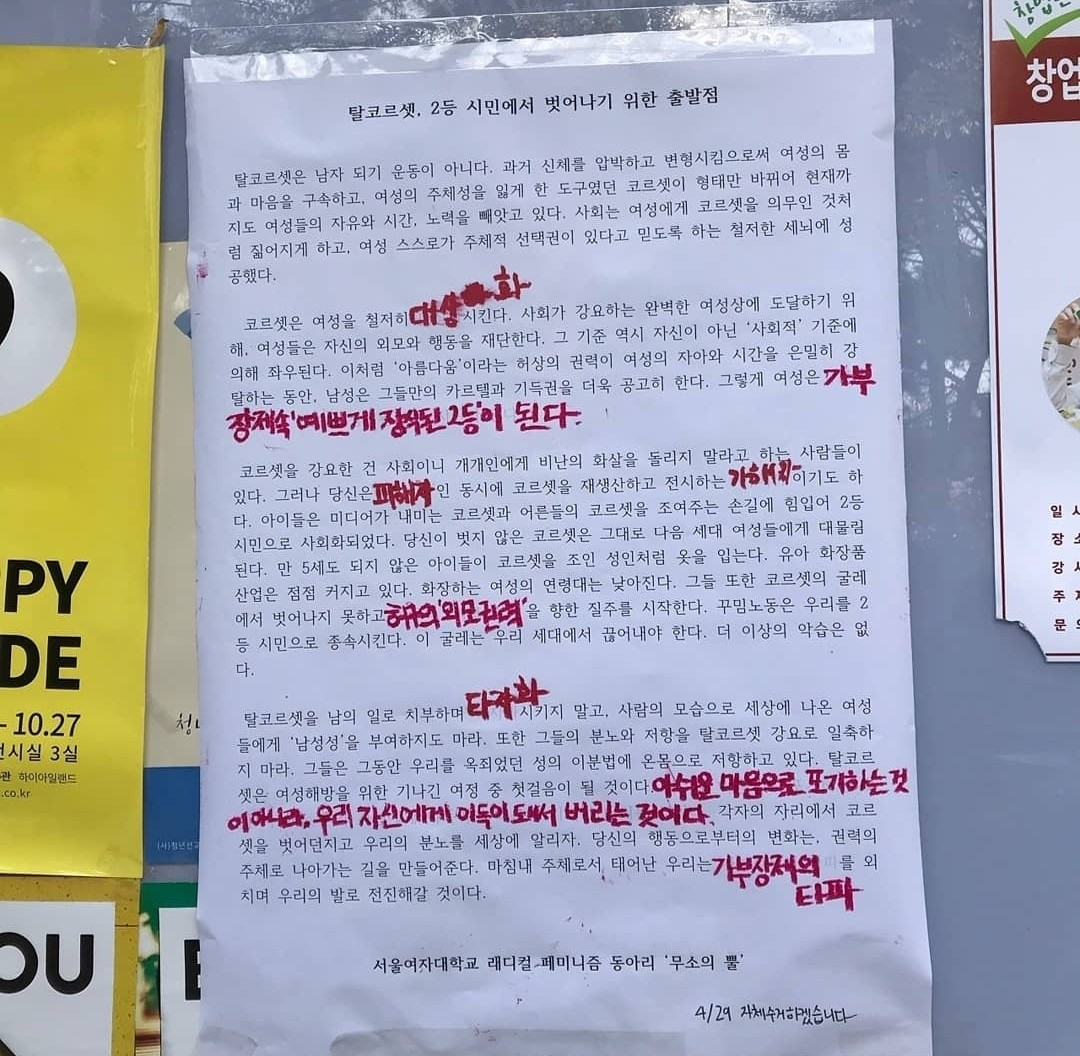 탈코르셋, 2등 시민에서 벗어나기 위한 출발점
탈코르셋은 남자 되기 운동이 아니다. 과거 신체를 압박하고 변형시킴으로써 여성의 몸
과 마음을 구속하고, 여성의 주체성을 잃게 한 도구였던 코르셋이 형태만 바뀌어 현재까
지도 여성들의 자유와 시간, 노력을 빼앗고 있다. 사회는 여성에게 코르셋을 의무인 것처
럼 짊어지게 하고, 여성 스스로가 주체적 선택권이 있다고 믿도록 하는 철저한 세뇌에 성
공했다.
코르셋은 여성을 철저히 대상화 시킨다. 사회가 강요하는 완벽한 여성상에 도달하기 위
해, 여성들은 자신의 외모와 행동을 재단한다. 그 기준 역시 자신이 아닌 '사회적' 기준에
의해 좌우된다. 이처럼 '아름다움'이라는 허상의 권력이 여성의 자아와 시간을 은밀히 강
탈하는 동안, 남성은 그들만의 카르텔과 기득권을 더욱 공고히 한다. 그렇게 여성은 가부
장제속 '예쁘게 장식된 2등'이 된다.
코르셋을 강요한 건 사회이니 개개인에게 비난의 화살을 돌리지 말라고 하는 사람들이
있다. 그러나 당신은 피해자인 동시에 코르셋을 재생산하고 전시하는 이기도 하
다. 아이들은 미디어가 내미는 코르셋과 어른들의 코르셋을 조여주는 손길에 힘입어 2등
시민으로 사회화되었다. 당신이 벗지 않은 코르셋은 그대로 다음 세대 여성들에게 대물림
된다. 만 5세도 되지 않은 아이들이 코르셋을 조인 성인처럼 옷을 입는다. 유아 화장품
산업은 점점 커지고 있다. 화장하는 여성의 연령대는 낮아진다. 그들 또한 코르셋의 굴레
에서 벗어나지 못하고 허구의 '외모권력'을 향한 질주를 시작한다. 꾸밈노동은 우리를 2
등 시민으로 종속시킨다. 이 굴레는 우리 세대에서 끊어내야 한다. 더 이상의 악습은 없
다.
탈코르셋을 남의 일로 치부하며 타자화 시키지 말고, 사람의 모습으로 세상에 나온 여성
들에게 '남성성'을 부여하지도 마라. 또한 그들의 분노와 저항을 탈코르셋 강요로 일축하
지 마라. 그들은 그동안 우리를 옥죄었던 성의 이분법에 온몸으로 저항하고 있다. 탈코르
셋은 여성해방을 위한 기나긴 여정 중 첫걸음이 될 것이다. 아쉬운 마음으로 포기하는 것
이 아니라, 우리 자신에게 이득이 돼서 버리는 것이다. 각자의 자리에서 코르
셋을 벗어던지고 우리의 분노를 세상에 알리자. 당신의 행동으로부터의 변화는, 권력의
주체로 나아가는 길을 만들어준다. 마침내 주체로서 태어난 우리는 가부장제의 타파를 외
치며 우리의 발로 전진해갈 것이다.
서울여자대학교 래디컬 페미니즘 동아리 '무소의 뿔'
4/29 자체수거하겠습니다
PPY
DE
- 10.27
전시실 3실
하이아일랜드
.co.kr
OU
청년
(사)청년선교
E
창업
창업
일 시
장 소
강 사
주 제
문 의